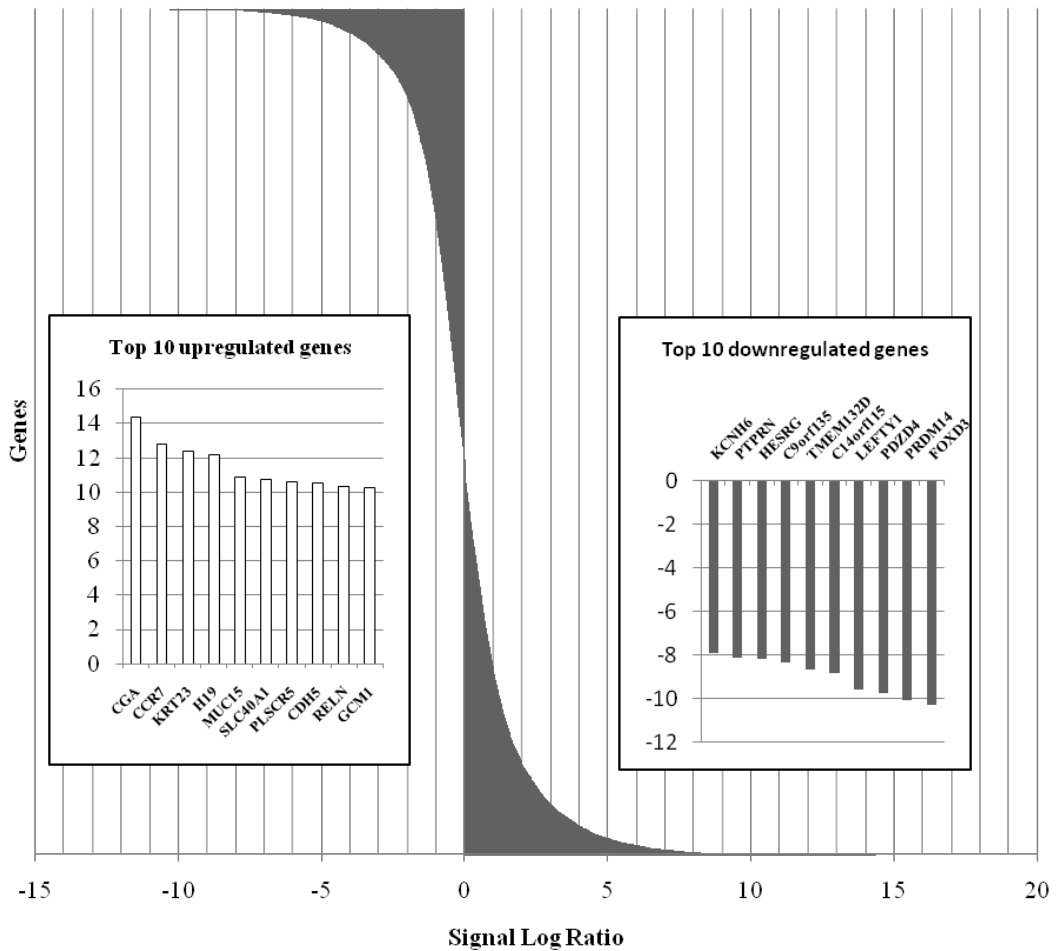 Genes
Top 10 upregulated genes
16
14
12
10
8
6
4
2
0
CGA
CCR7
KRT23
H19
MUC15
SLC40A1
PLSCR5
CDH5
RELN
GCM1
Top 10 downregulated genes
KCNH6
PTPRN
HESRG
C9orf135
TMEM132D
C14orf115
LEFTY1
PDZD4
PRDM14
FOXD3
0
-2
-4
-6
-8
-10
-12
-15 -10 -5 0 5 10 15 20
Signal Log Ratio